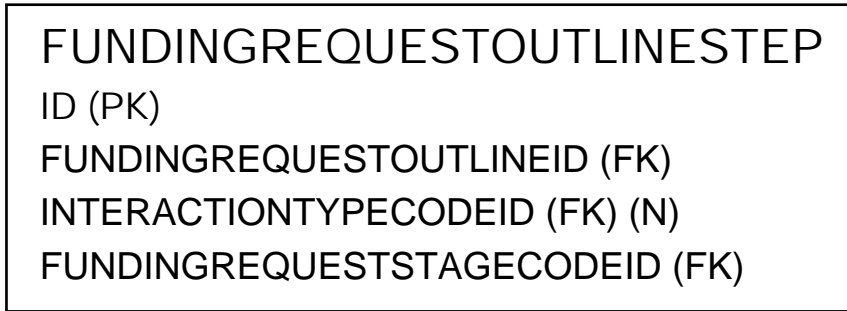 FUNDINGREQUESTOUTLINESTEP
ID (PK)
FUNDINGREQUESTOUTLINEID (FK)
INTERACTIONTYPECODEID (FK) (N)
FUNDINGREQUESTSTAGECODEID (FK)